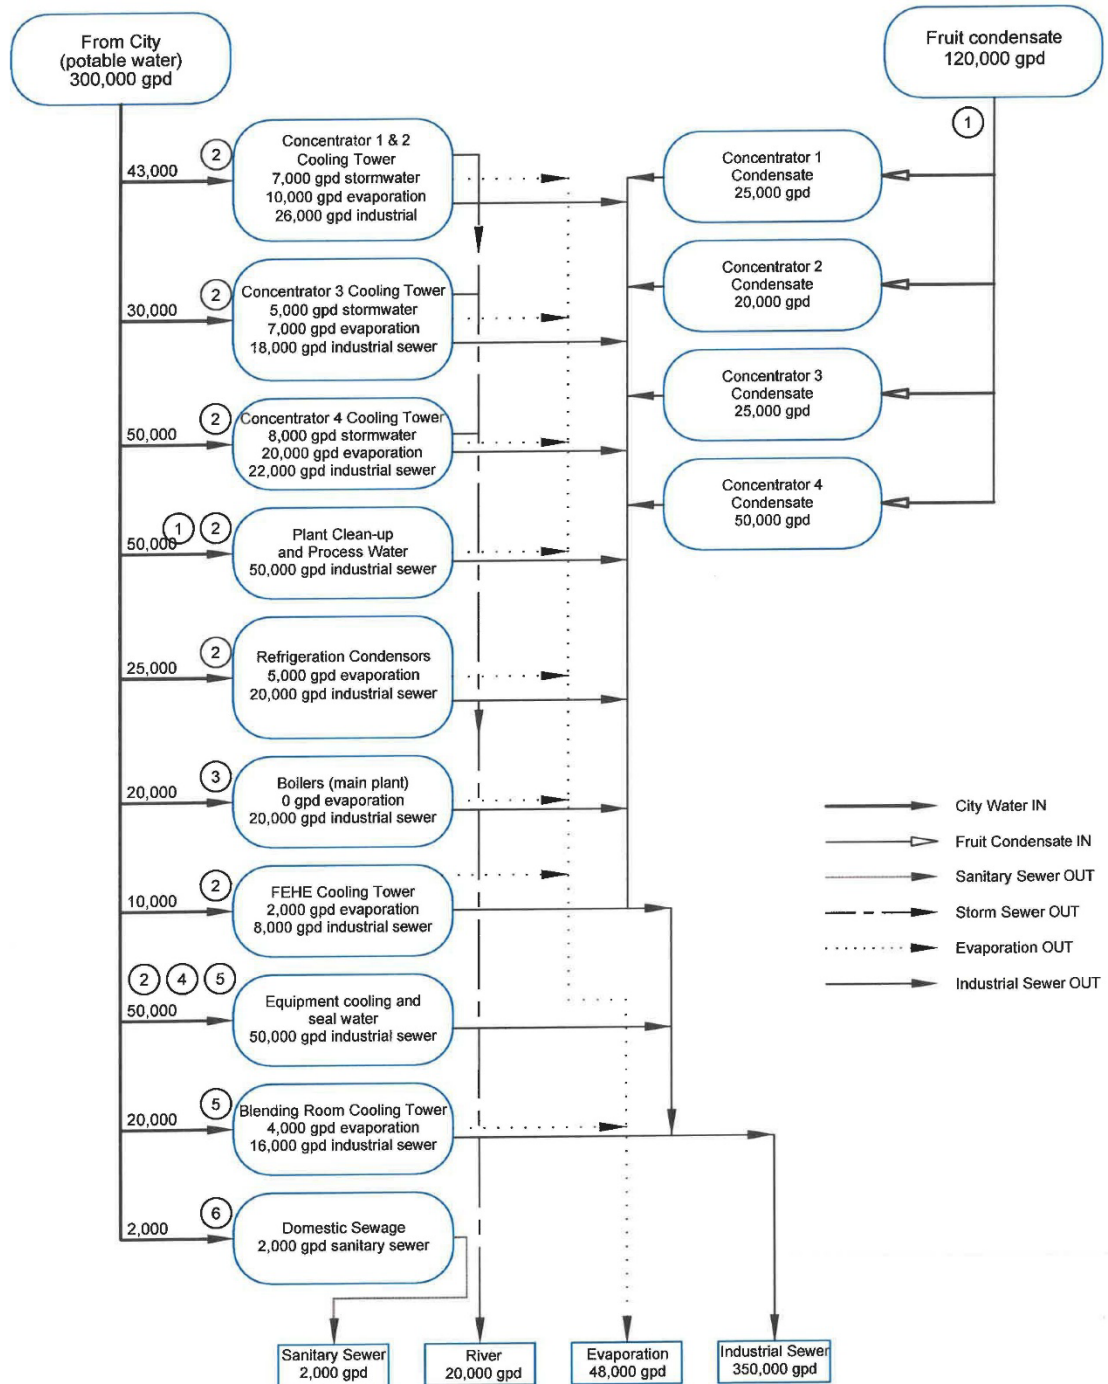 From City
(potable water)
300,000 gpd
Fruit condensate
120,000 gpd
1
43,000
2
Concentrator 1 & 2
Cooling Tower
7,000 gpd stormwater
10,000 gpd evaporation
26,000 gpd industrial
Concentrator 1
Condensate
25,000 gpd
30,000
2
Concentrator 3 Cooling Tower
5,000 gpd stormwater
7,000 gpd evaporation
18,000 gpd industrial sewer
Concentrator 2
Condensate
20,000 gpd
Concentrator 3
Condensate
25,000 gpd
50,000
2
Concentrator 4 Cooling Tower
8,000 gpd stormwater
20,000 gpd evaporation
22,000 gpd industrial sewer
Concentrator 4
Condensate
50,000 gpd
1 2
50,000
Plant Clean-up
and Process Water
50,000 gpd industrial sewer
25,000
2
Refrigeration Condensors
5,000 gpd evaporation
20,000 gpd industrial sewer
20,000
3
Boilers (main plant)
0 gpd evaporation
20,000 gpd industrial sewer
10,000
2
FEHE Cooling Tower
2,000 gpd evaporation
8,000 gpd industrial sewer
2 4 5
50,000
Equipment cooling and
seal water
50,000 gpd industrial sewer
20,000
5
Blending Room Cooling Tower
4,000 gpd evaporation
16,000 gpd industrial sewer
2,000
6
Domestic Sewage
2,000 gpd sanitary sewer
City Water IN
Fruit Condensate IN
Sanitary Sewer OUT
Storm Sewer OUT
Evaporation OUT
Industrial Sewer OUT
Sanitary Sewer
2,000 gpd
River
20,000 gpd
Evaporation
48,000 gpd
Industrial Sewer
350,000 gpd